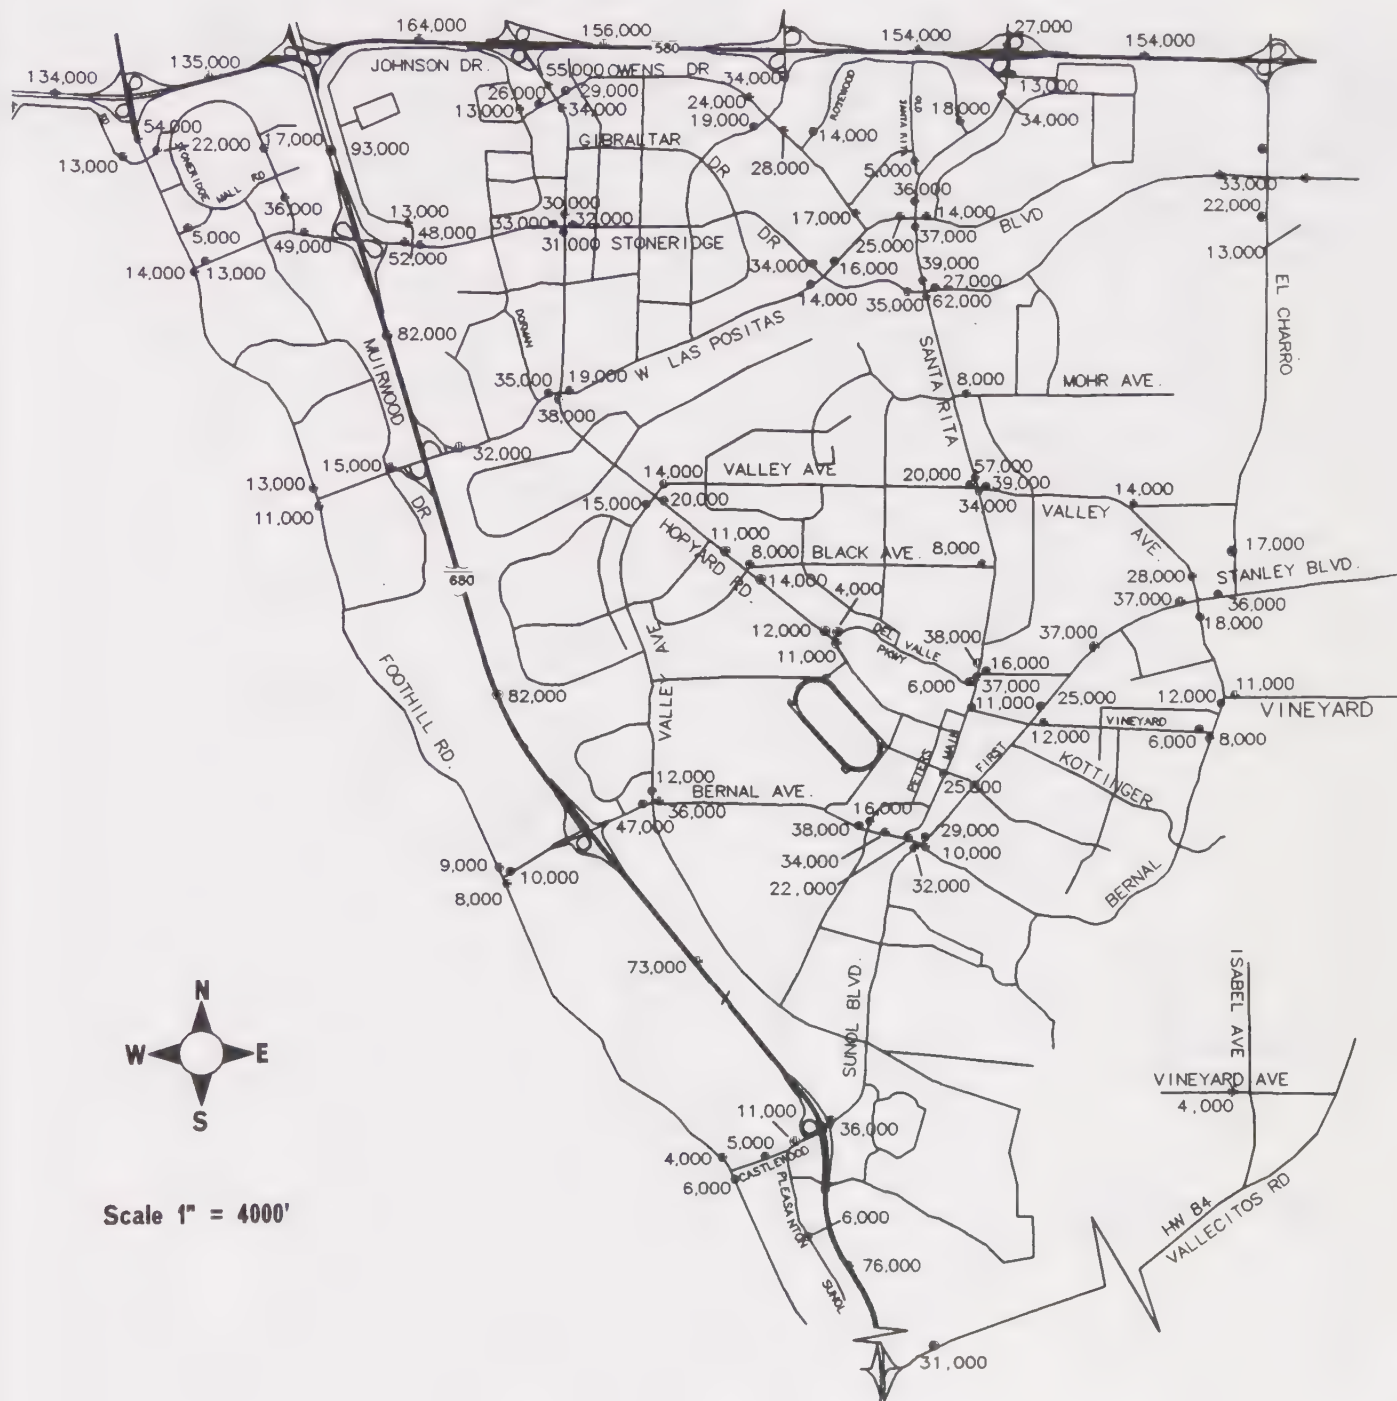 164,000
156,000
27,000
580
154,000
154,000
134,000
135,000
JOHNSON DR.
55,000
OWENS DR
34,000
ROSEWOOD
OLD SANTA RITA
13,000
26,000
29,000
24,000
18,000
13,000
34,000
19,000
34,000
RD
54,000
22,000
17,000
93,000
GIBRALTAR DR
14,000
28,000
13,000
STONERIDGE MALL RD
5,000
33,000
36,000
36,000
30,000
22,000
13,000
33,000
32,000
17,000
14,000
BLVD
5,000
49,000
48,000
31,000
STONERIDGE DR
25,000
37,000
13,000
52,000
14,000
13,000
34,000
16,000
39,000
27,000
14,000
35,000
62,000
EL CHARRO
DORMAN
82,000
MUIRWOOD DR
W LAS POSITAS
SANTA RITA
35,000
19,000
8,000
MOHR AVE.
38,000
32,000
15,000
14,000
VALLEY AVE
57,000
20,000
39,000
13,000
15,000
20,000
34,000
14,000
11,000
VALLEY AVE.
HOPYARD RD.
11,000
8,000
BLACK AVE.
8,000
17,000
680
14,000
28,000
STANLEY BLVD.
4,000
37,000
36,000
12,000
DEL VALLE PKWY
38,000
37,000
18,000
11,000
16,000
FOOTHILL RD.
VALLEY AVE
6,000
37,000
82,000
11,000
25,000
12,000
11,000
VINEYARD
12,000
VINEYARD
6,000
8,000
PETERS
MAIN
FIRST
KOTTINGER
12,000
BERNAL AVE.
25,000
36,000
16,000
47,000
38,000
29,000
34,000
10,000
9,000
10,000
22,000
32,000
8,000
BERNAL
73,000
SUNOL BLVD.
ISABEL AVE
N
W
E
S
VINEYARD AVE
4,000
11,000
36,000
5,000
4,000
CASTLEWOOD
6,000
PLEASANTON SUNOL
HW 84
VALLECITOS RD
Scale 1" = 4000'
6,000
76,000
31,000